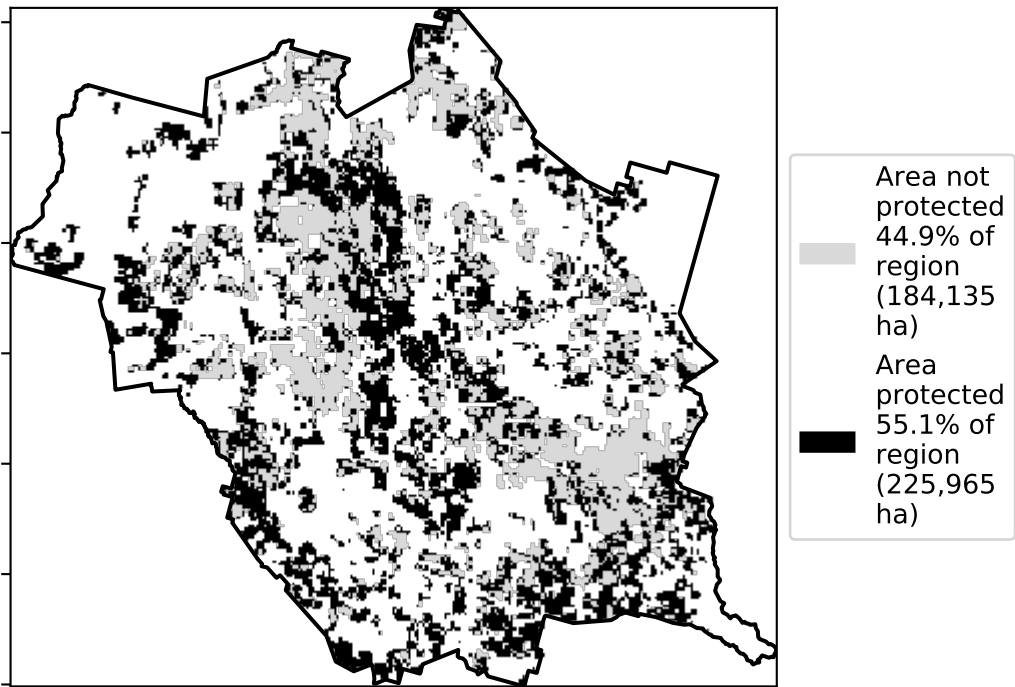 Area not
protected
44.9% of
region
(184,135
ha)
Area
protected
55.1% of
region
(225,965
ha)